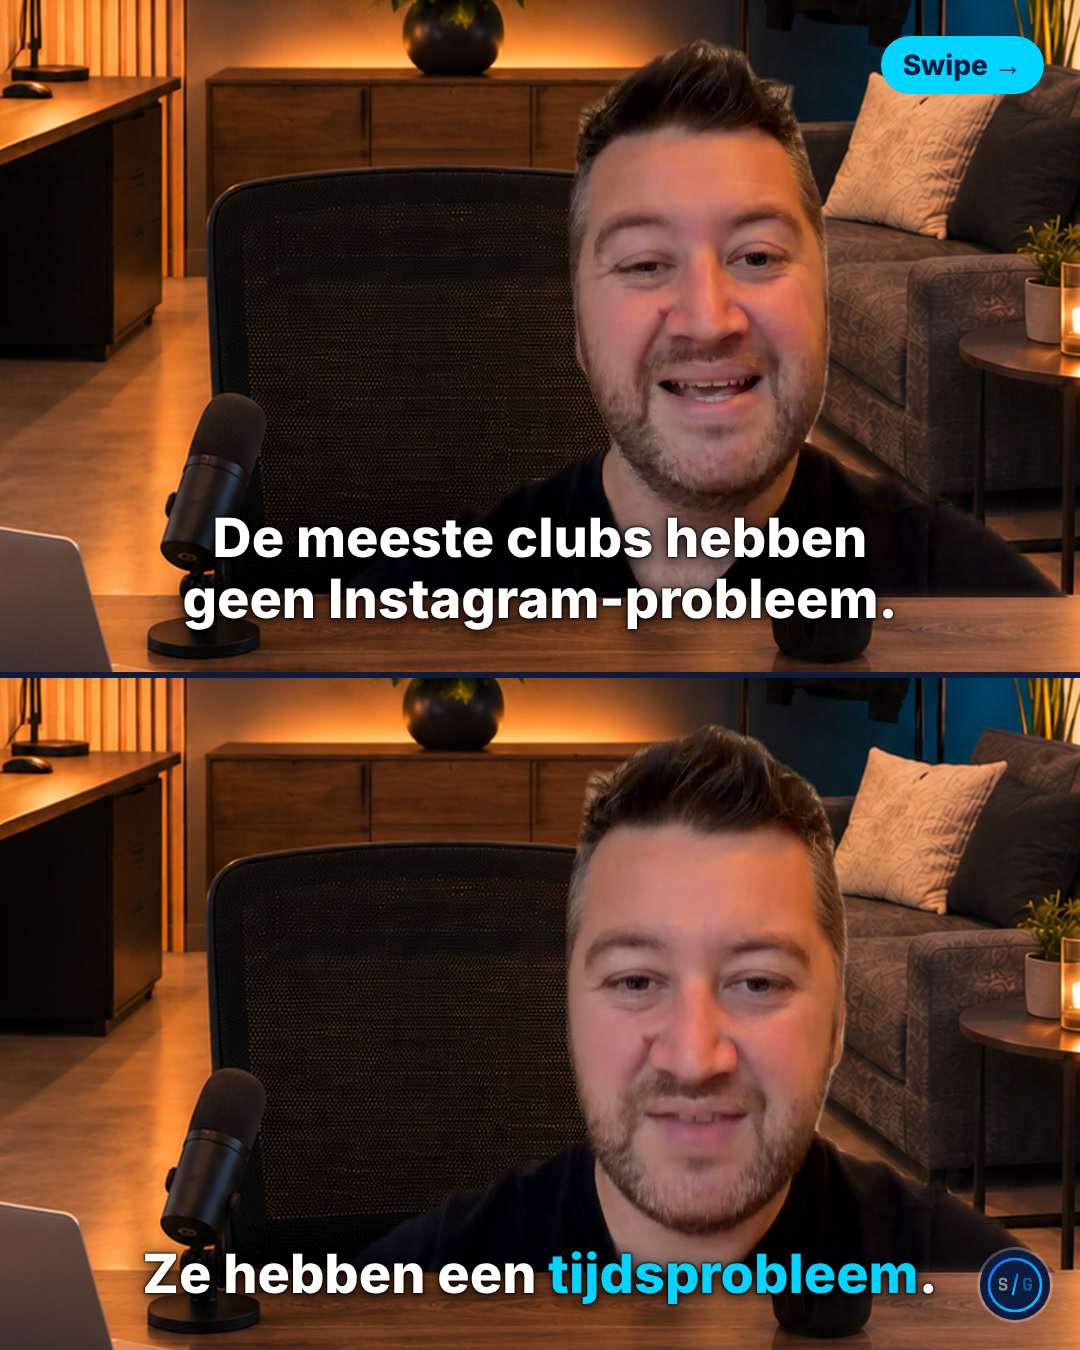 Swipe →
De meeste clubs hebben
geen Instagram-probleem.
Ze hebben een tijdsprobleem.
S/G